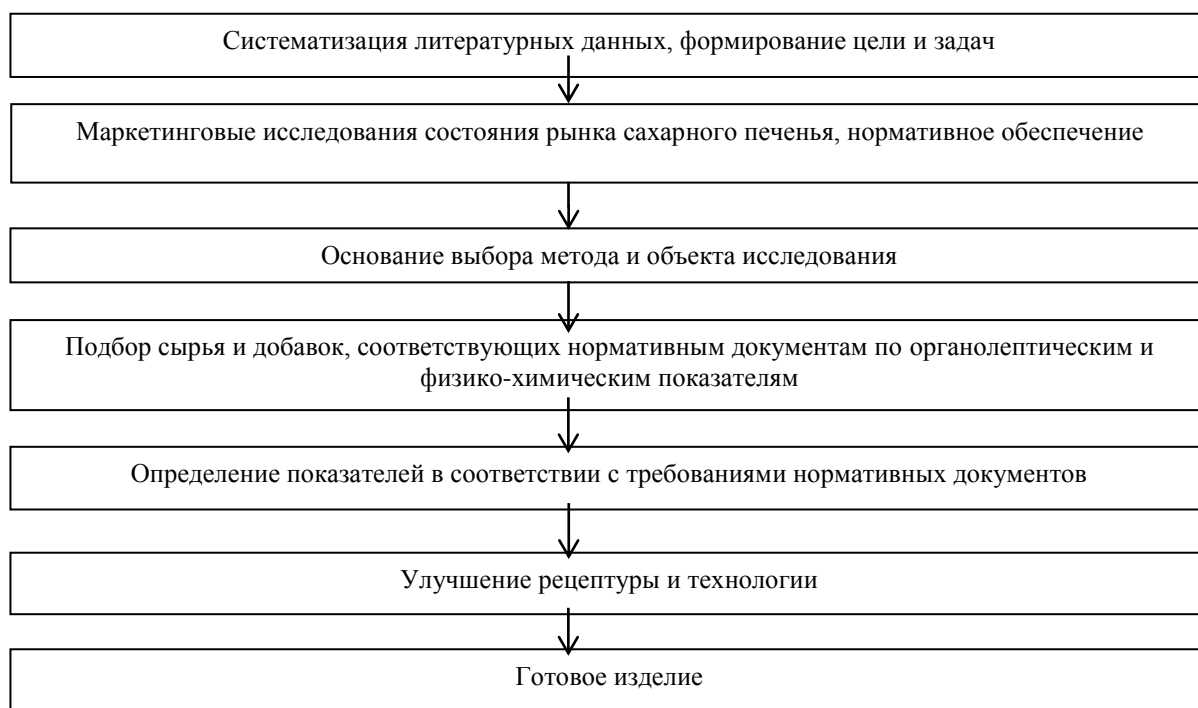 Систематизация литературных данных, формирование цели и задач
Маркетинговые исследования состояния рынка сахарного печенья, нормативное обеспечение
Основание выбора метода и объекта исследования
Подбор сырья и добавок, соответствующих нормативным документам по органолептическим и
физико-химическим показателям
Определение показателей в соответствии с требованиями нормативных документов
Улучшение рецептуры и технологии
Готовое изделие